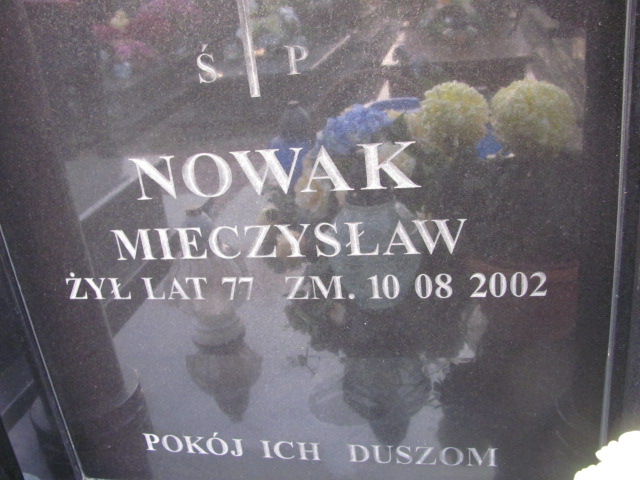 Ś P
NOWAK
MIECZYSŁAW
ŻYŁ LAT 77 ZM. 10 08 2002
POKÓJ ICH DUSZOM